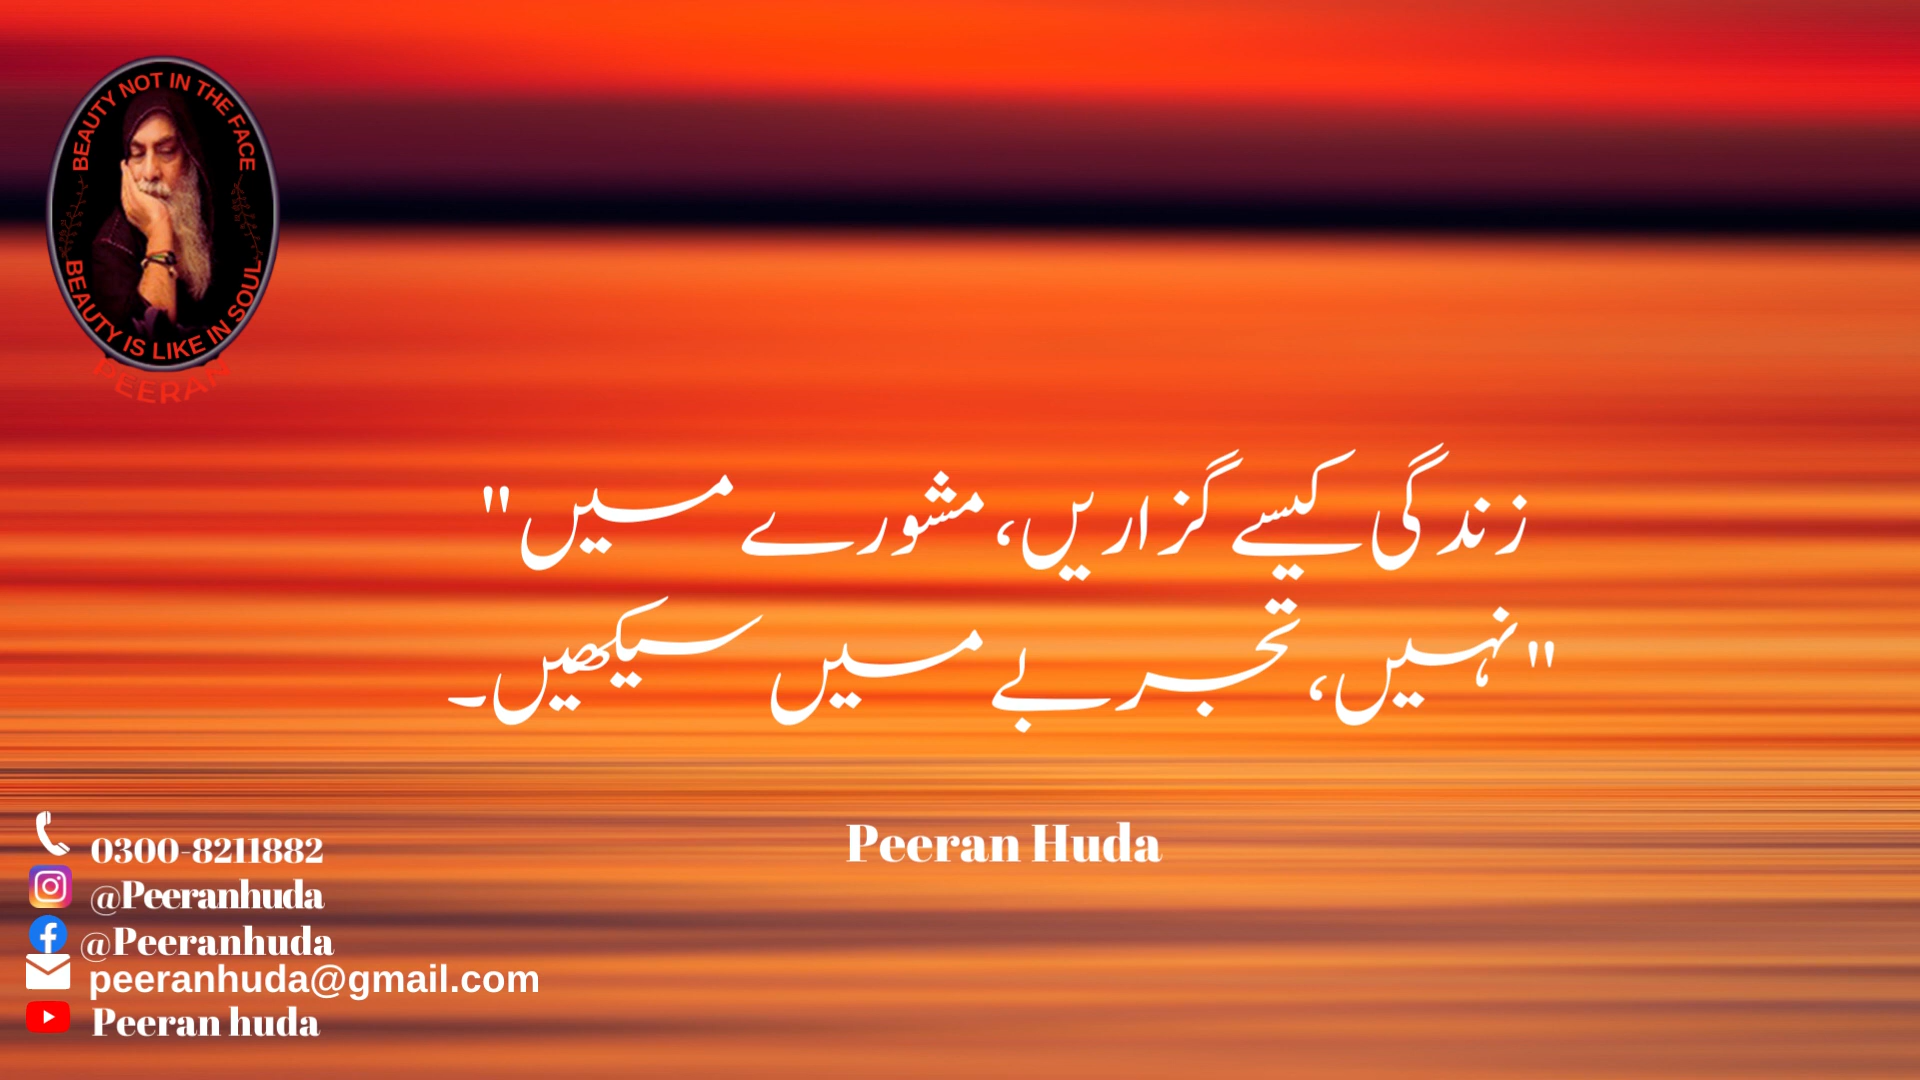 BEAUTY NOT IN THE FACE
BEAUTY IS LIKE IN SOUL
PEERAN
زندگی کیسے گزاریں، مشورے میں"
"نہیں، تجربے میں سیکھیں۔
Peeran Huda
0300-8211882
@Peeranhuda
@Peeranhuda
peeranhuda@gmail.com
Peeran huda